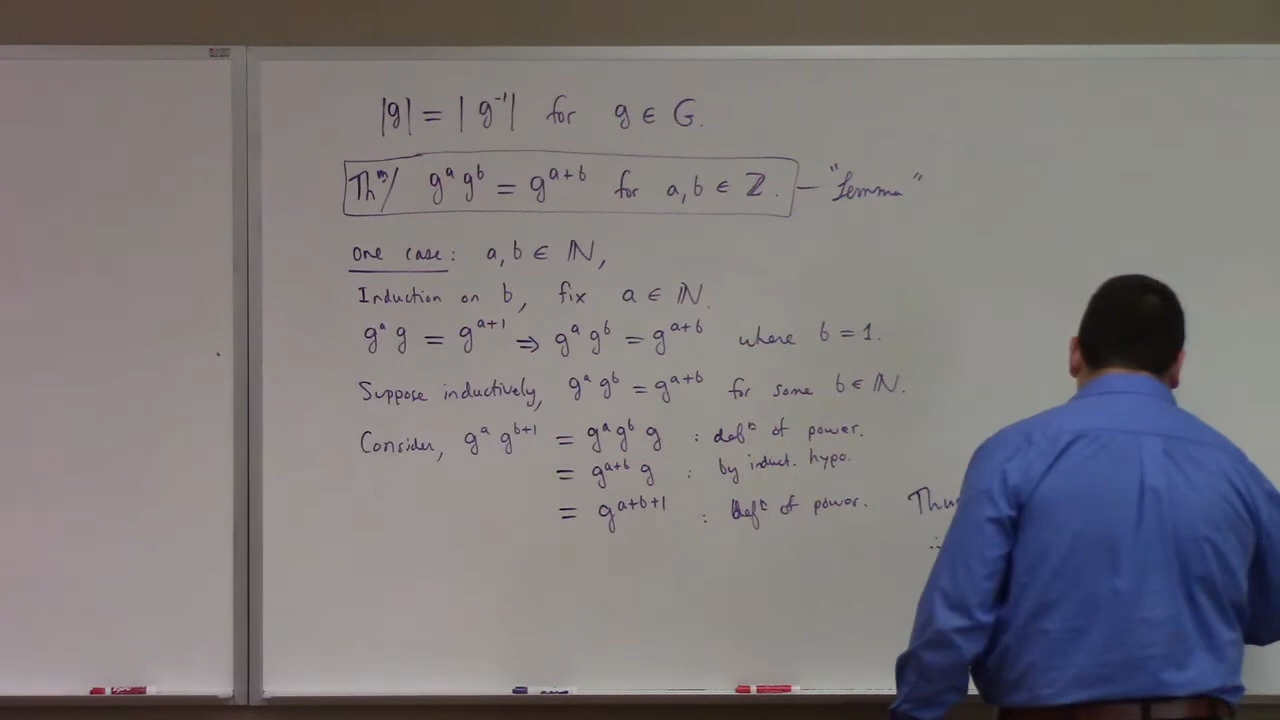 |g| = |g⁻¹| for g ∈ G.
Thᵐ/ gᵃ gᵇ = gᵃ⁺ᵇ for a, b ∈ ℤ. — "Lemma"
one case: a, b ∈ ℕ,
Induction on b, fix a ∈ ℕ.
gᵃ g = gᵃ⁺¹ ⇒ gᵃ gᵇ = gᵃ⁺ᵇ where b = 1.
Suppose inductively, gᵃ gᵇ = gᵃ⁺ᵇ for some b ∈ ℕ.
Consider, gᵃ gᵇ⁺¹ = gᵃ gᵇ g : defⁿ of power.
= gᵃ⁺ᵇ g : by induct. hypo.
= gᵃ⁺ᵇ⁺¹ : defⁿ of power.
∴